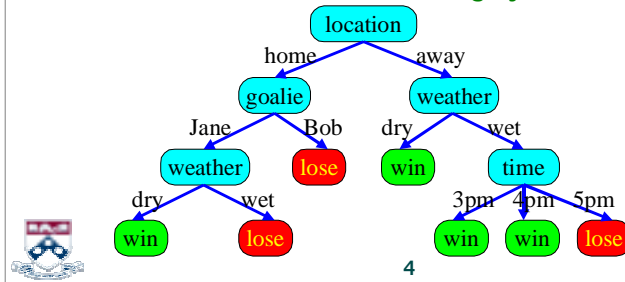 location
home away
goalie weather
Jane Bob dry wet
weather lose win time
dry wet 3pm 4pm 5pm
win lose win win lose
4